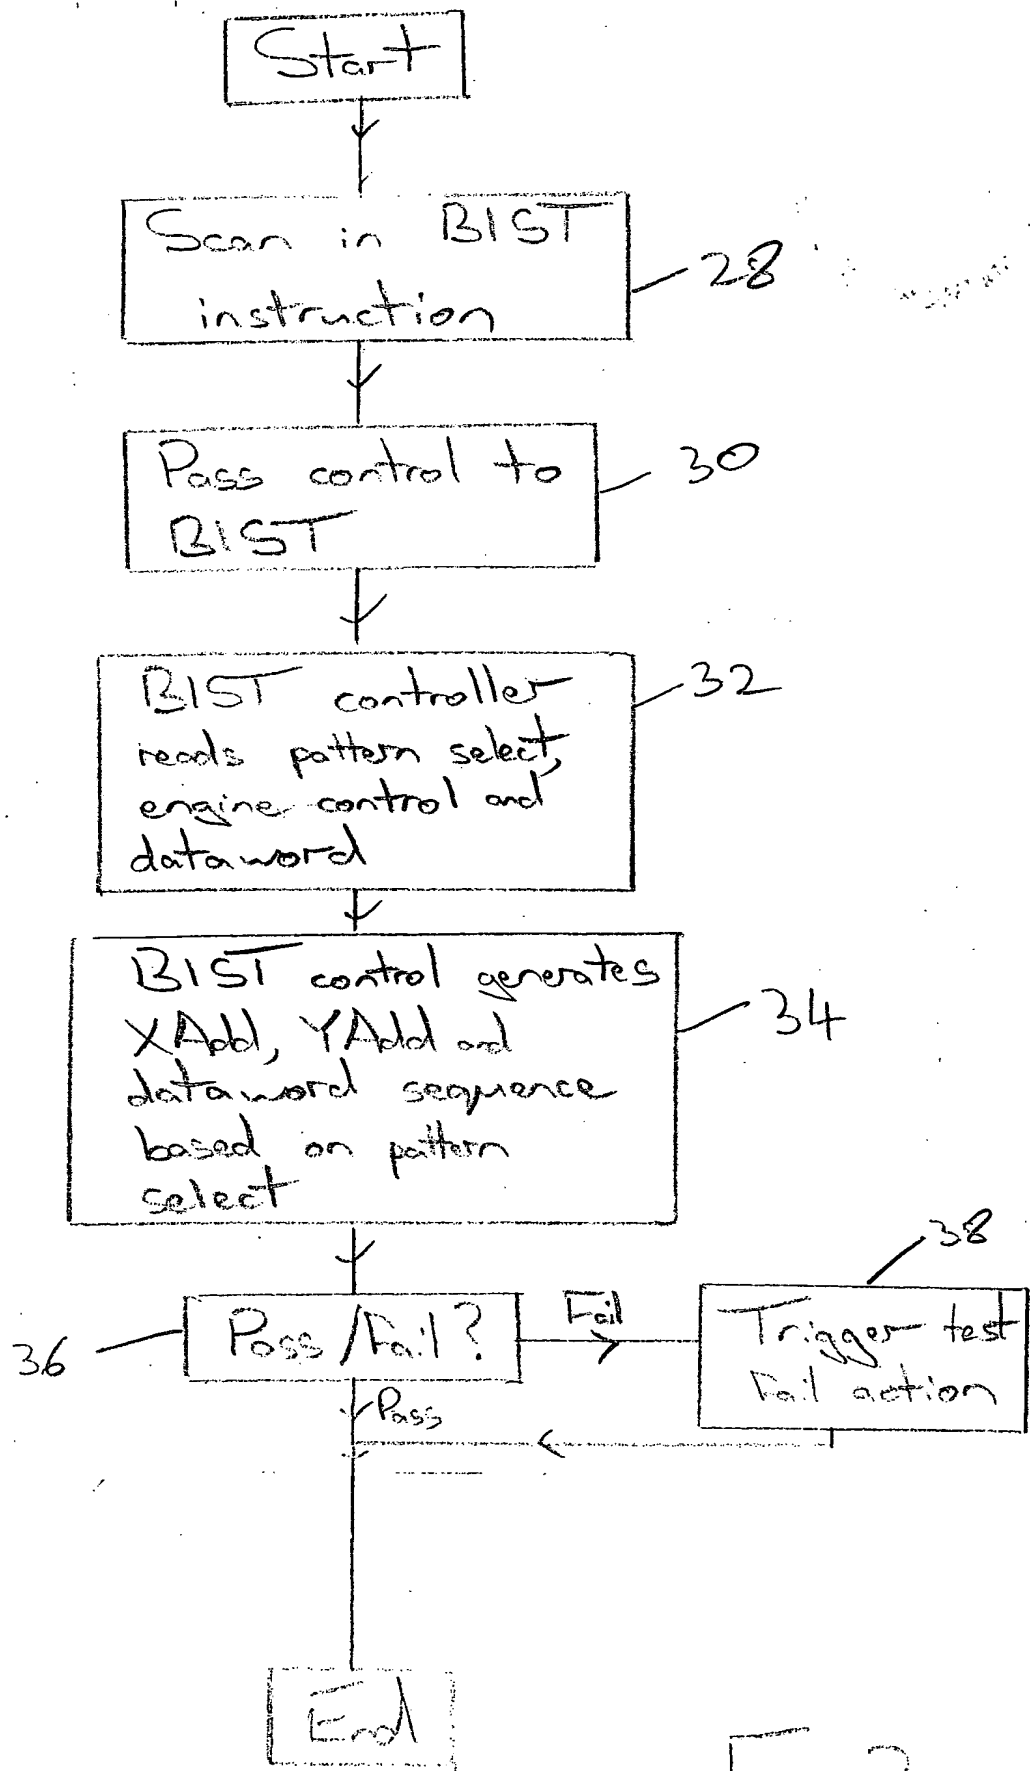 Start
Scan in BIST
instruction
28
Pass control to
BIST
30
BIST controller
reads pattern select,
engine control and
dataword
32
BIST control generates
XAdd, YAdd and
dataword sequence
based on pattern
select
34
Pass/Fail?
36
Fail
38
Trigger test
Fail action
Pass
End